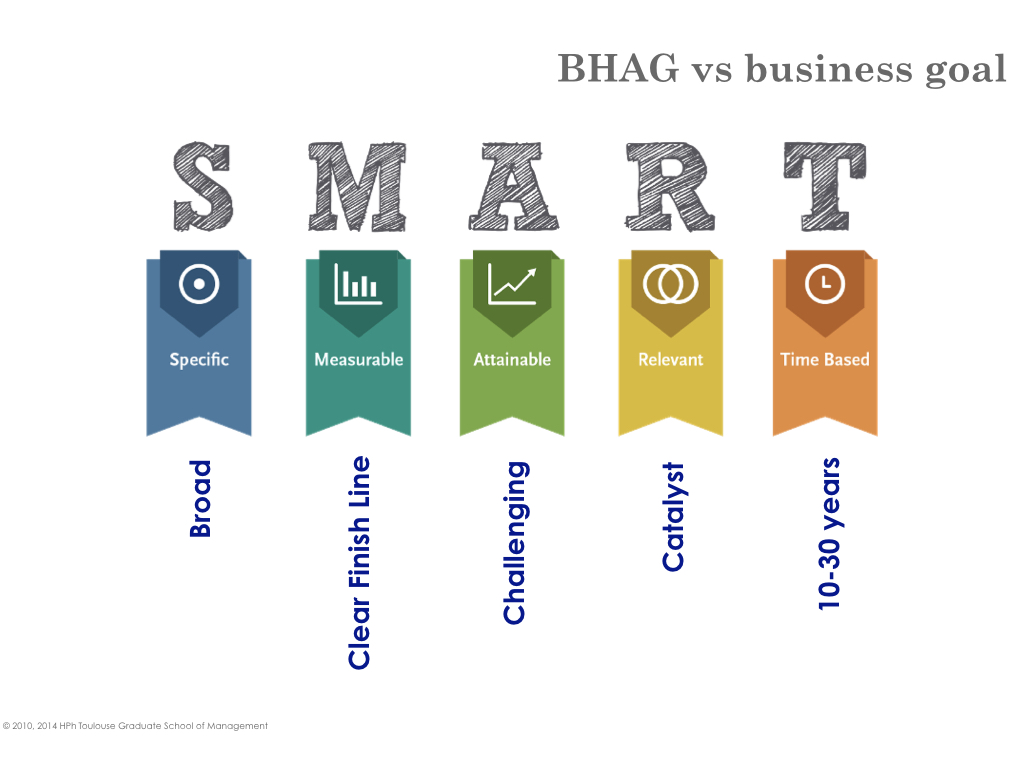 BHAG vs business goal
S M A R T
Specific
Measurable
Attainable
Relevant
Time Based
Broad
Clear Finish Line
Challenging
Catalyst
10-30 years
© 2010, 2014 HPh Toulouse Graduate School of Management